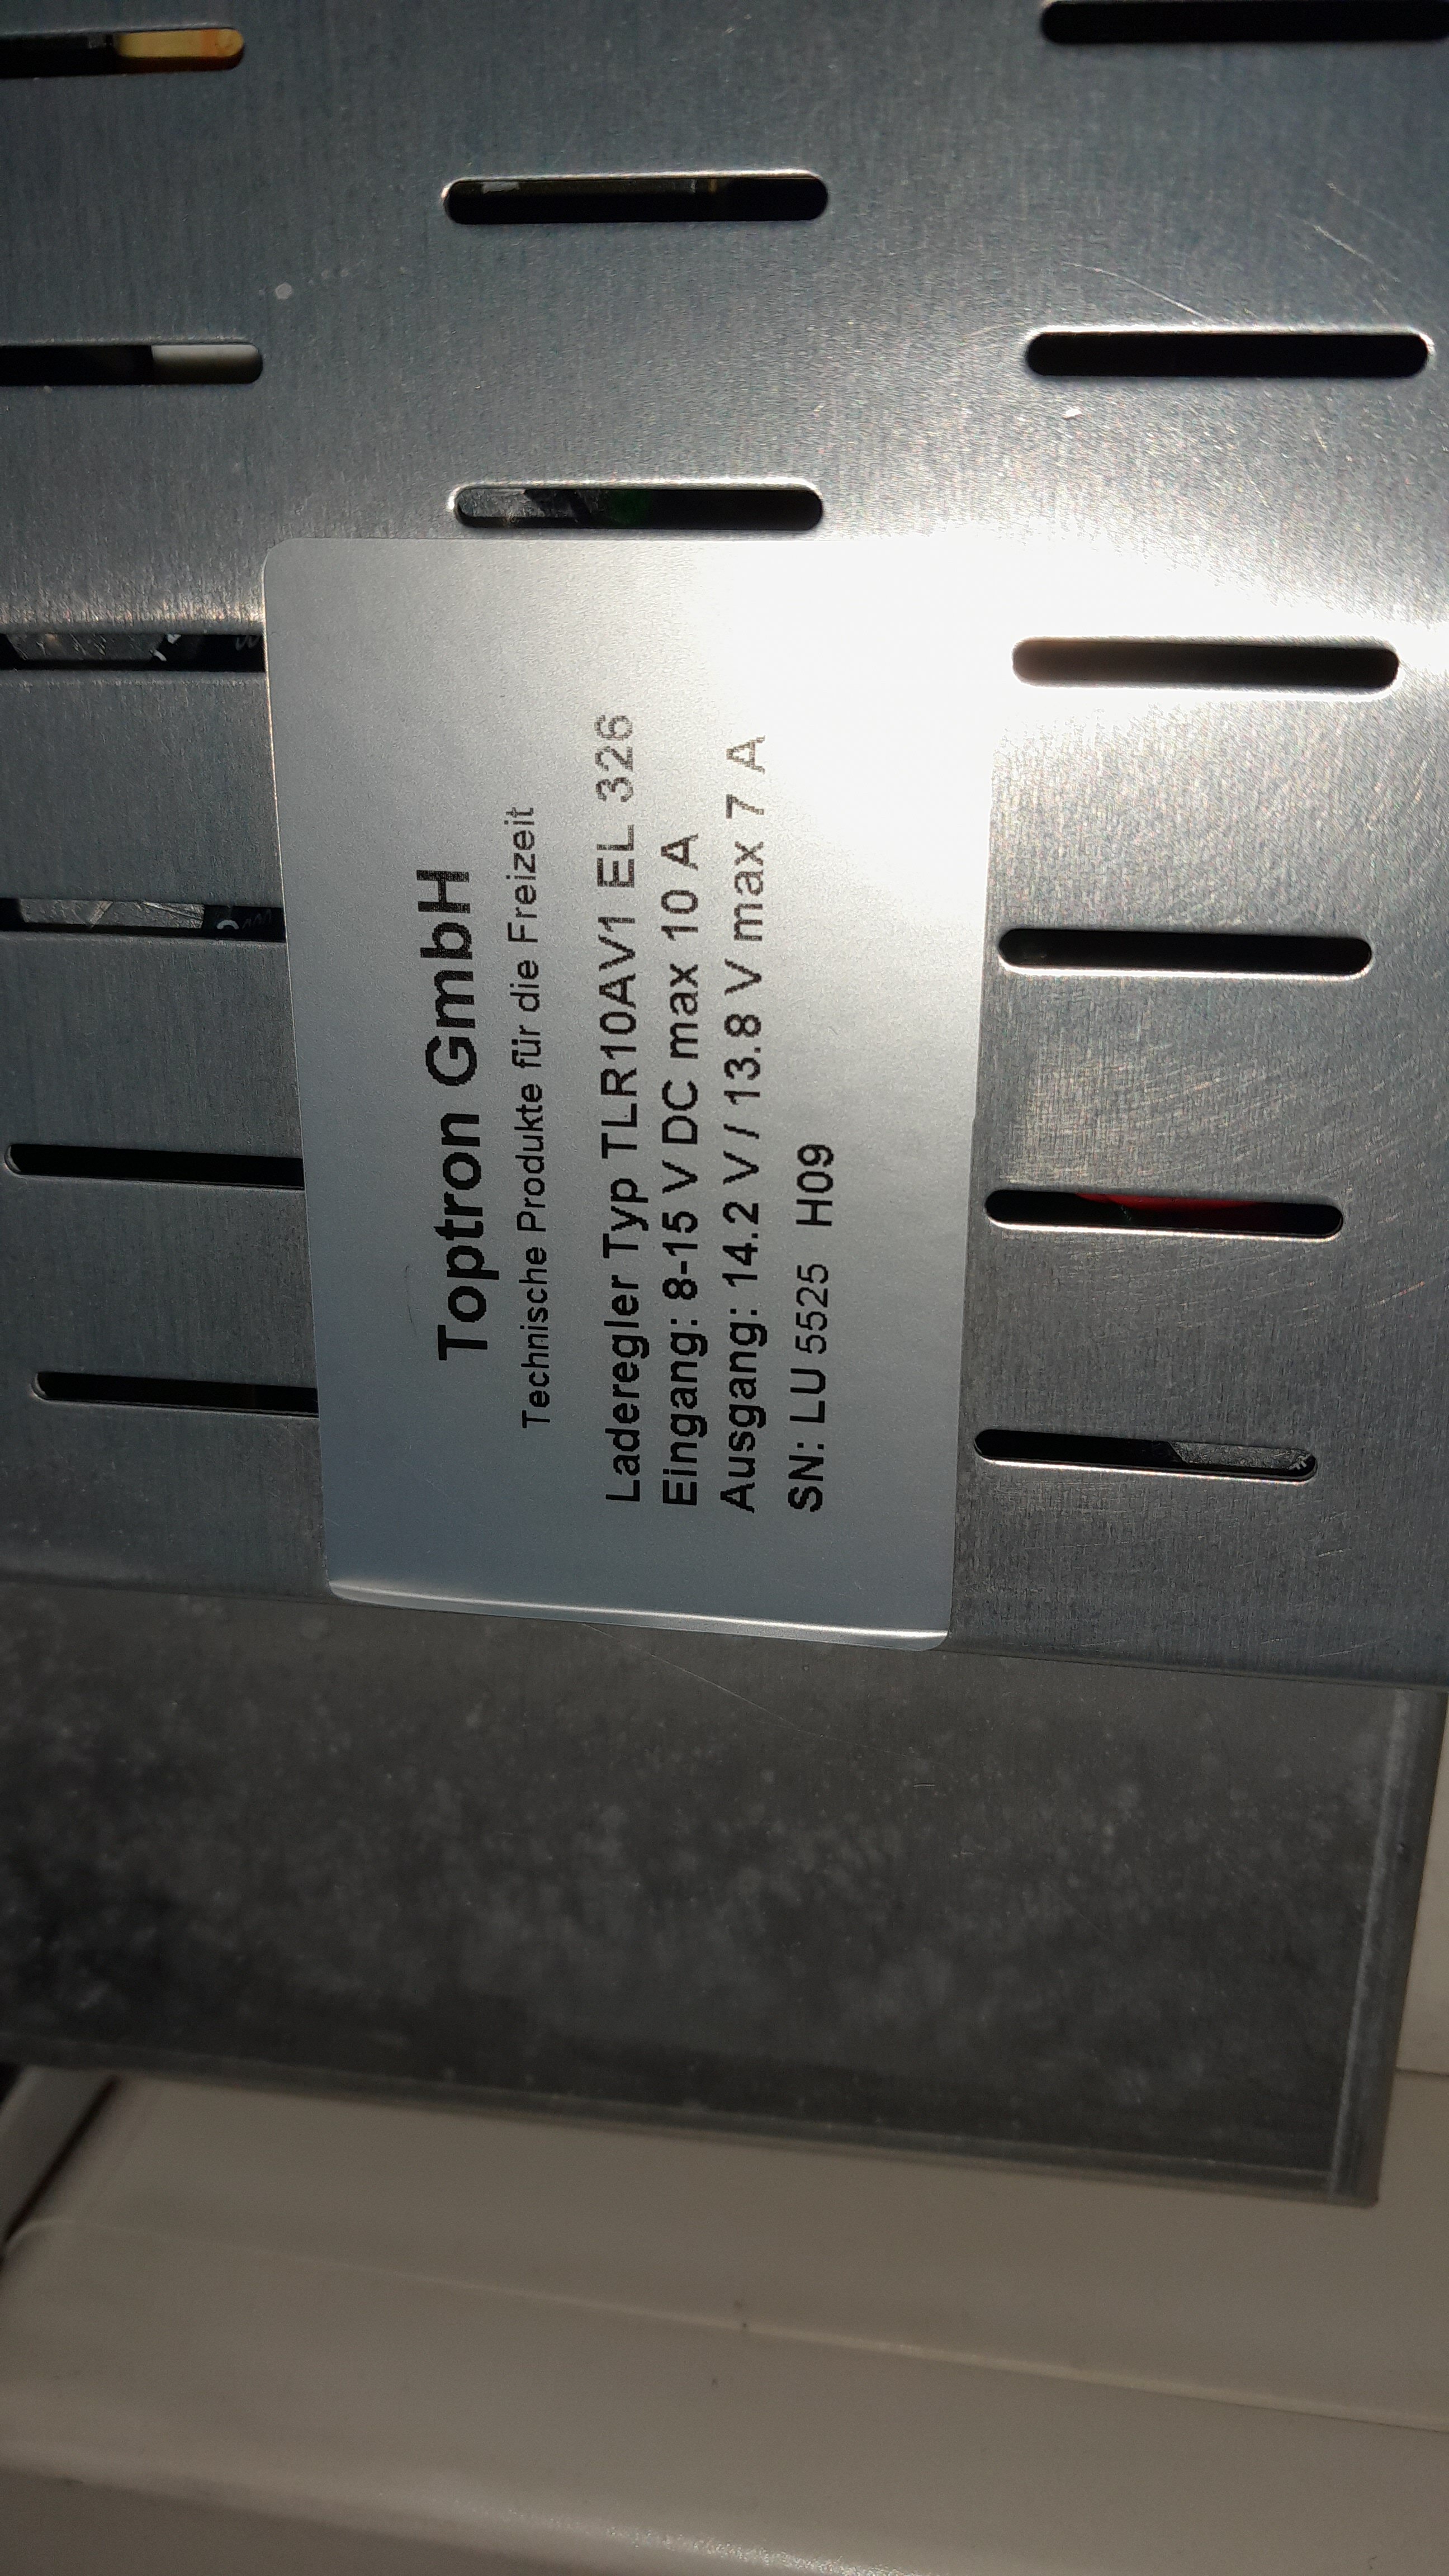 Toptron GmbH
Technische Produkte für die Freizeit
Laderegler Typ TLR10AV1 EL 326
Eingang: 8-15 V DC max 10 A
Ausgang: 14.2 V / 13.8 V max 7 A
SN: LU 5525 H09